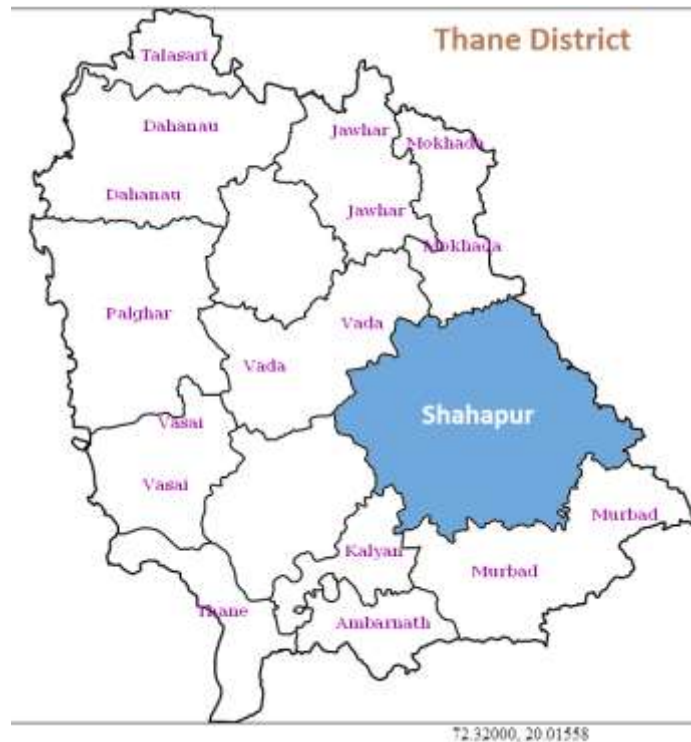 Thane District
Talasari
Dahanau
Jawhar
Mokhada
Dahanau
Jawhar
Mokhada
Palghar
Vada
Vada
Shahapur
Vasai
Vasai
Murbad
Kalyan
Murbad
Thane
Ambarnath
72.32000, 20.01558